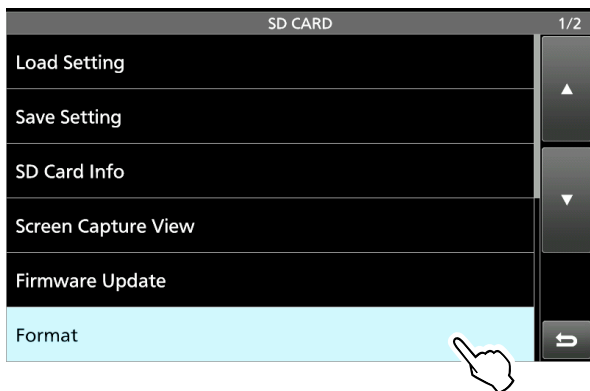 SD CARD 1/2
Load Setting
Save Setting
SD Card Info
Screen Capture View
Firmware Update
Format